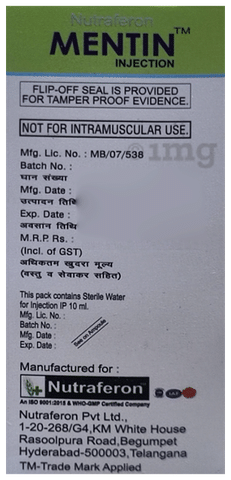 Nutraferon
MENTIN™
INJECTION
FLIP-OFF SEAL IS PROVIDED
FOR TAMPER PROOF EVIDENCE.
NOT FOR INTRAMUSCULAR USE.
1mg
Mfg. Lic. No. : MB/07/538
Batch No. :
घान संख्या
Mfg. Date :
उत्पादन तिथि
Exp. Date :
अवसान तिथि
M.R.P. Rs. :
(Incl. of GST)
अधिकतम खुदरा मूल्य
(वस्तु व सेवाकर सहित)
This pack contains Sterile Water
for Injection IP 10 ml.
Mfg. Lic. No. :
Batch No. :
Mfg. Date :
Exp. Date :
See on Ampoule
Manufactured for :
Nutraferon
An ISO 9001:2015 & WHO-GMP Certified Company
Nutraferon Pvt Ltd.,
1-20-268/G4,KM White House
Rasoolpura Road,Begumpet
Hyderabad-500003,Telangana
TM-Trade Mark Applied